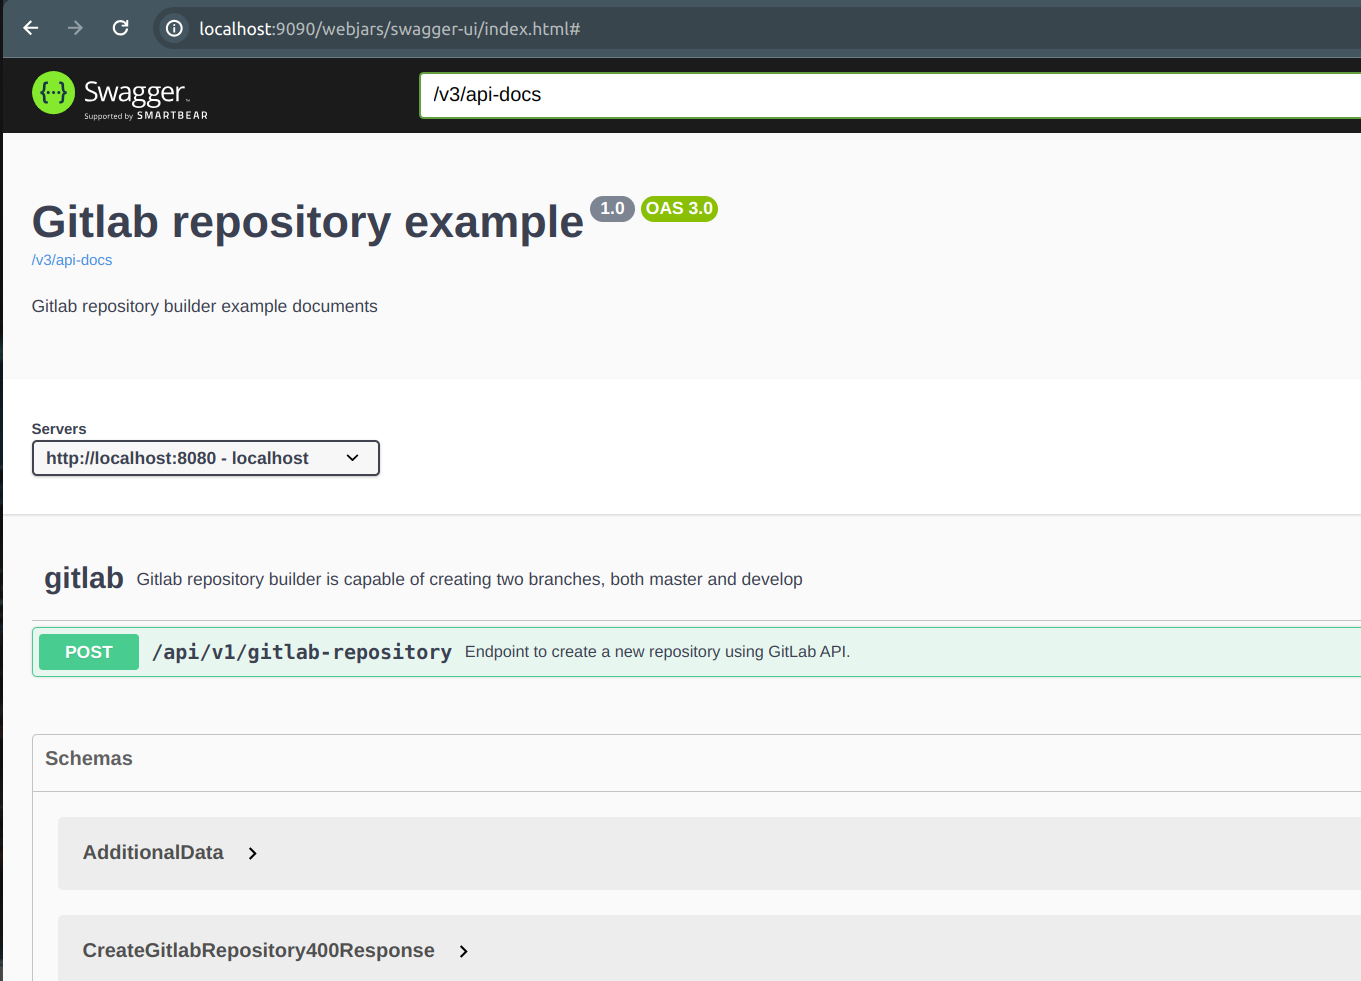 localhost:9090/webjars/swagger-ui/index.html#
{···} Swagger™
Supported by SMARTBEAR
/v3/api-docs
Gitlab repository example 1.0 OAS 3.0
/v3/api-docs
Gitlab repository builder example documents
Servers
http://localhost:8080 - localhost
gitlab Gitlab repository builder is capable of creating two branches, both master and develop
POST /api/v1/gitlab-repository Endpoint to create a new repository using GitLab API.
Schemas
AdditionalData
CreateGitlabRepository400Response